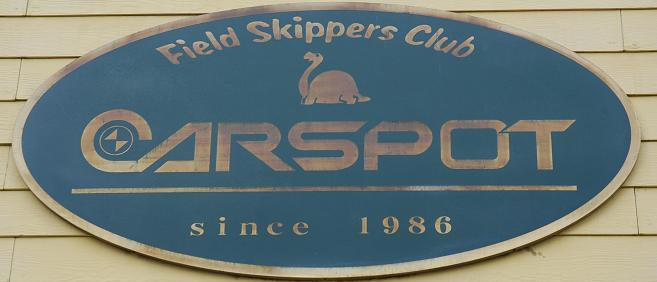 Field Skippers Club
CARSPOT
since 1986